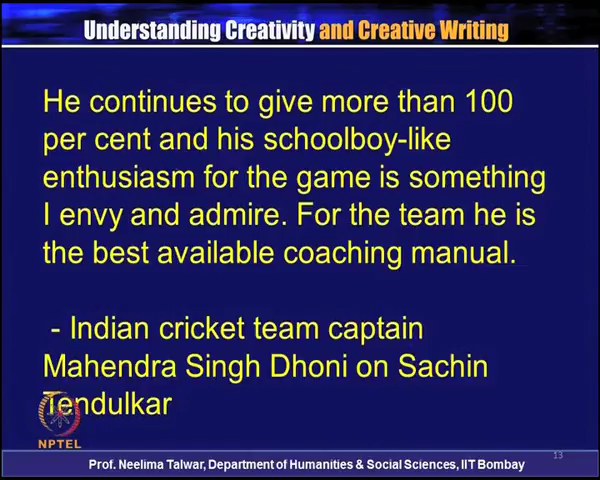 Understanding Creativity and Creative Writing
He continues to give more than 100
per cent and his schoolboy-like
enthusiasm for the game is something
I envy and admire. For the team he is
the best available coaching manual.
- Indian cricket team captain
Mahendra Singh Dhoni on Sachin
Tendulkar
NPTEL
13
Prof. Neelima Talwar, Department of Humanities & Social Sciences, IIT Bombay